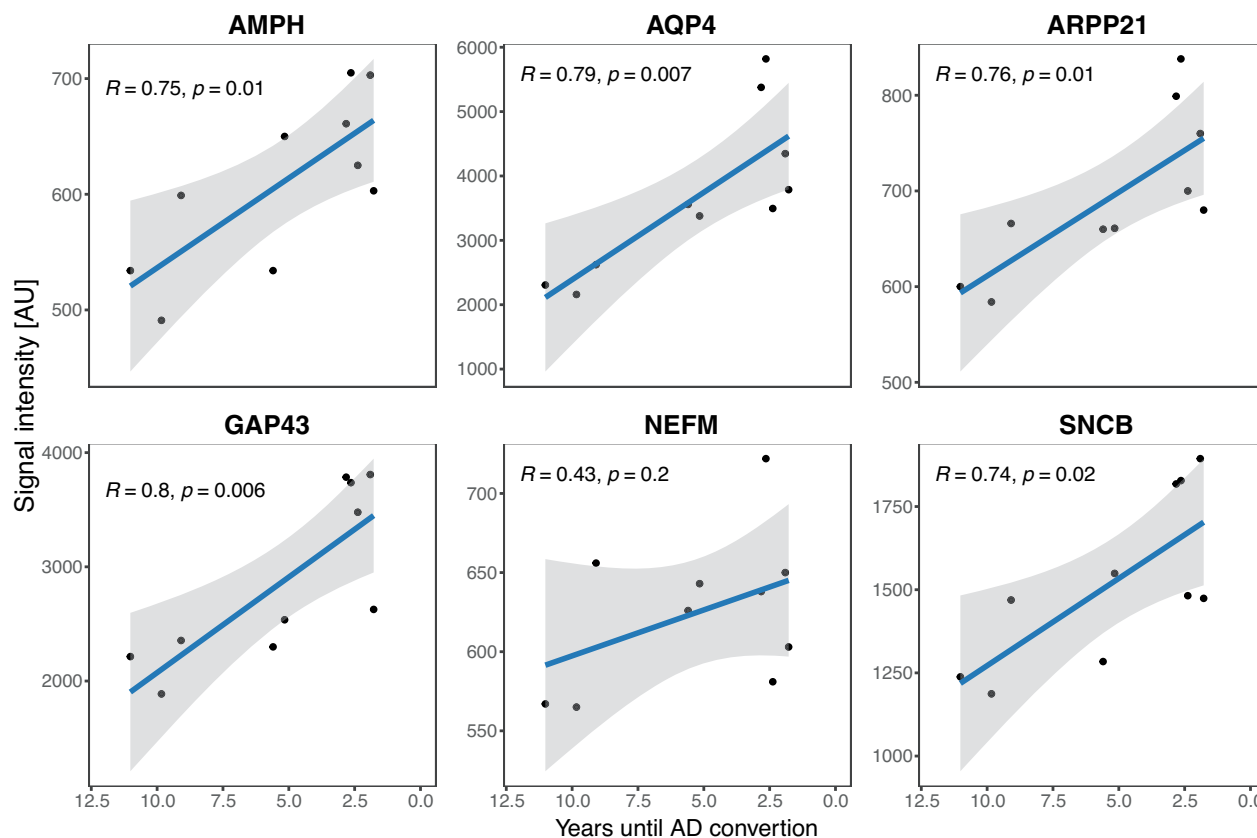 AMPH
AQP4
ARPP21
R = 0.75, p = 0.01
R = 0.79, p = 0.007
R = 0.76, p = 0.01
700
600
500
6000
5000
4000
3000
2000
1000
800
700
600
500
Signal intensity [AU]
GAP43
NEFM
SNCB
R = 0.8, p = 0.006
R = 0.43, p = 0.2
R = 0.74, p = 0.02
4000
3000
2000
700
650
600
550
1750
1500
1250
1000
12.5 10.0 7.5 5.0 2.5 0.0
12.5 10.0 7.5 5.0 2.5 0.0
12.5 10.0 7.5 5.0 2.5
Years until AD convertion